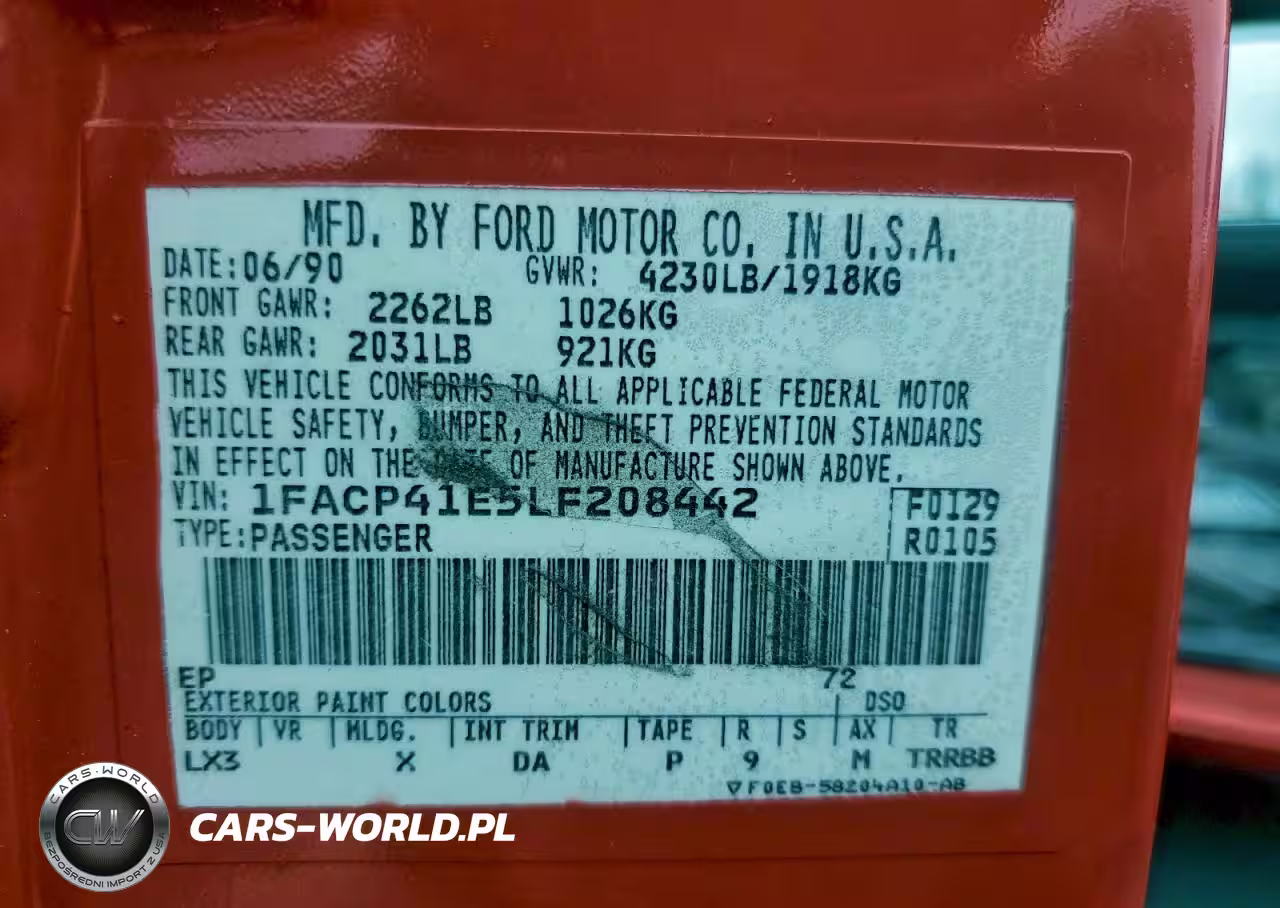 MFD. BY FORD MOTOR CO. IN U.S.A.
DATE:06/90 GVWR: 4230LB/1918KG
FRONT GAWR: 2262LB 1026KG
REAR GAWR: 2031LB 921KG
THIS VEHICLE CONFORMS TO ALL APPLICABLE FEDERAL MOTOR
VEHICLE SAFETY, BUMPER, AND THEFT PREVENTION STANDARDS
IN EFFECT ON THE DATE OF MANUFACTURE SHOWN ABOVE.
VIN: 1FACP41E5LF208442 F0129
TYPE:PASSENGER R0105
EP 72
EXTERIOR PAINT COLORS DSO
BODY VR MLDG. INT TRIM TAPE R S AX TR
LX3 X DA P 9 M TRRBB
F0EB-58204A10-AB
CARS-WORLD
CW
BEZPOŚREDNI IMPORT Z USA
CARS-WORLD.PL